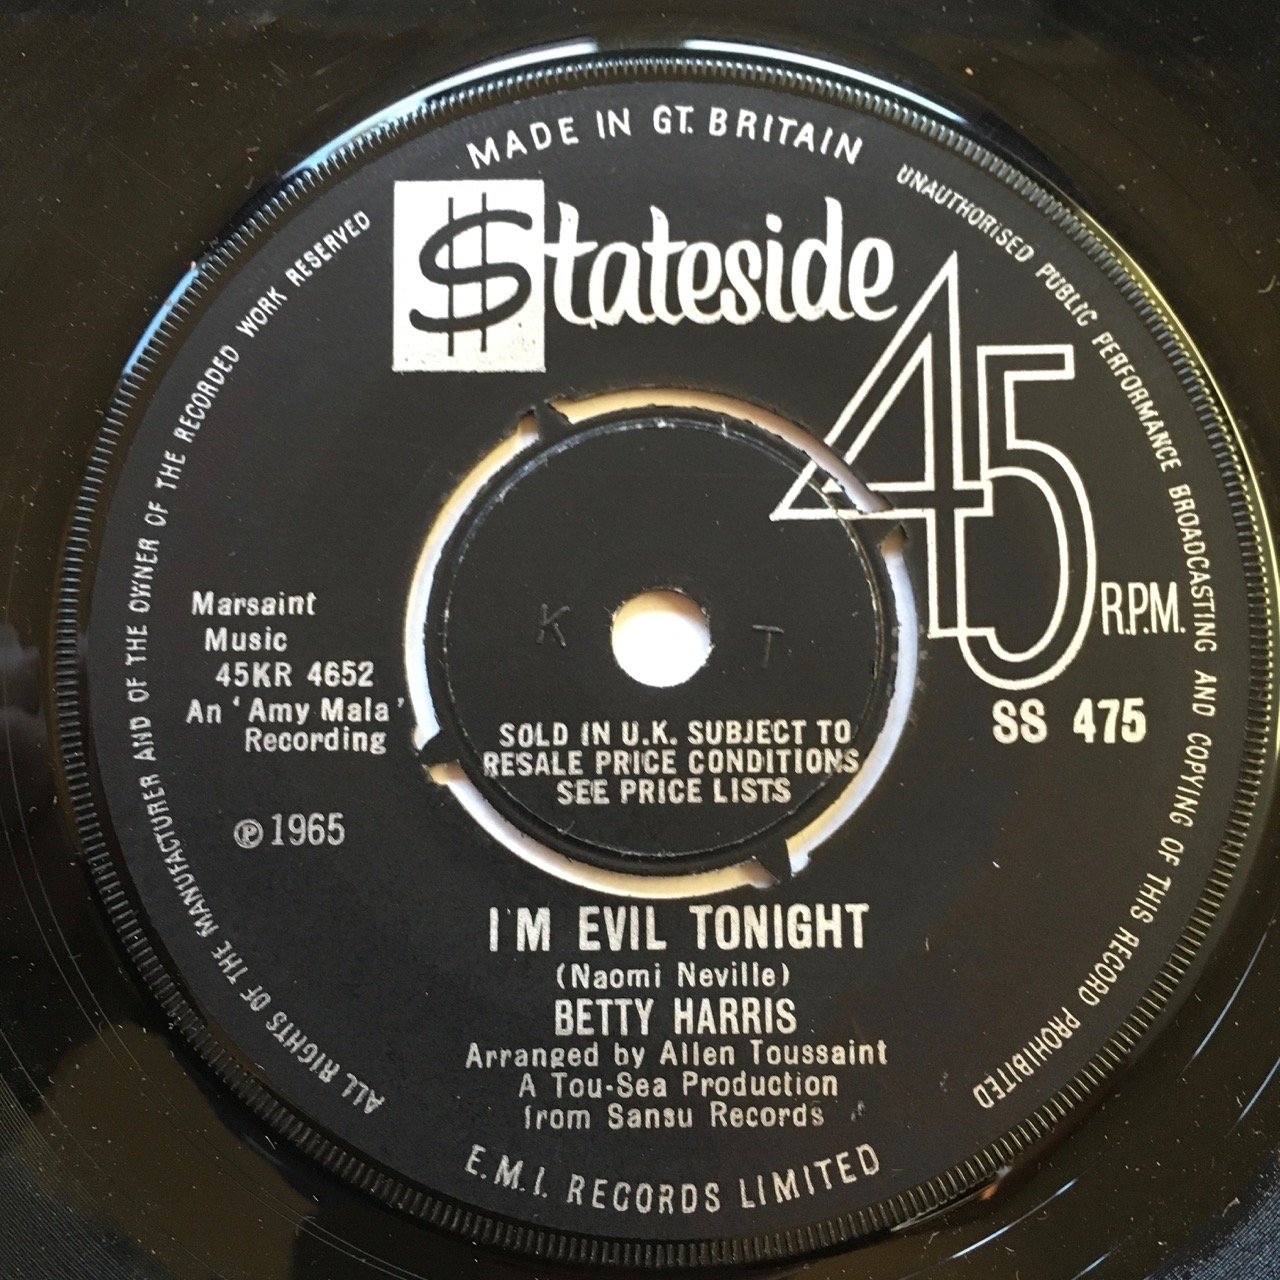 MADE IN GT. BRITAIN
UNAUTHORISED PUBLIC PERFORMANCE BROADCASTING AND COPYING OF THIS RECORD PROHIBITED
ALL RIGHTS OF THE MANUFACTURER AND OF THE OWNER OF THE RECORDED WORK RESERVED
Stateside
45
R.P.M.
SS 475
Marsaint
Music
45KR 4652
An 'Amy Mala'
Recording
℗ 1965
K T
SOLD IN U.K. SUBJECT TO
RESALE PRICE CONDITIONS
SEE PRICE LISTS
I'M EVIL TONIGHT
(Naomi Neville)
BETTY HARRIS
Arranged by Allen Toussaint
A Tou-Sea Production
from Sansu Records
E.M.I. RECORDS LIMITED